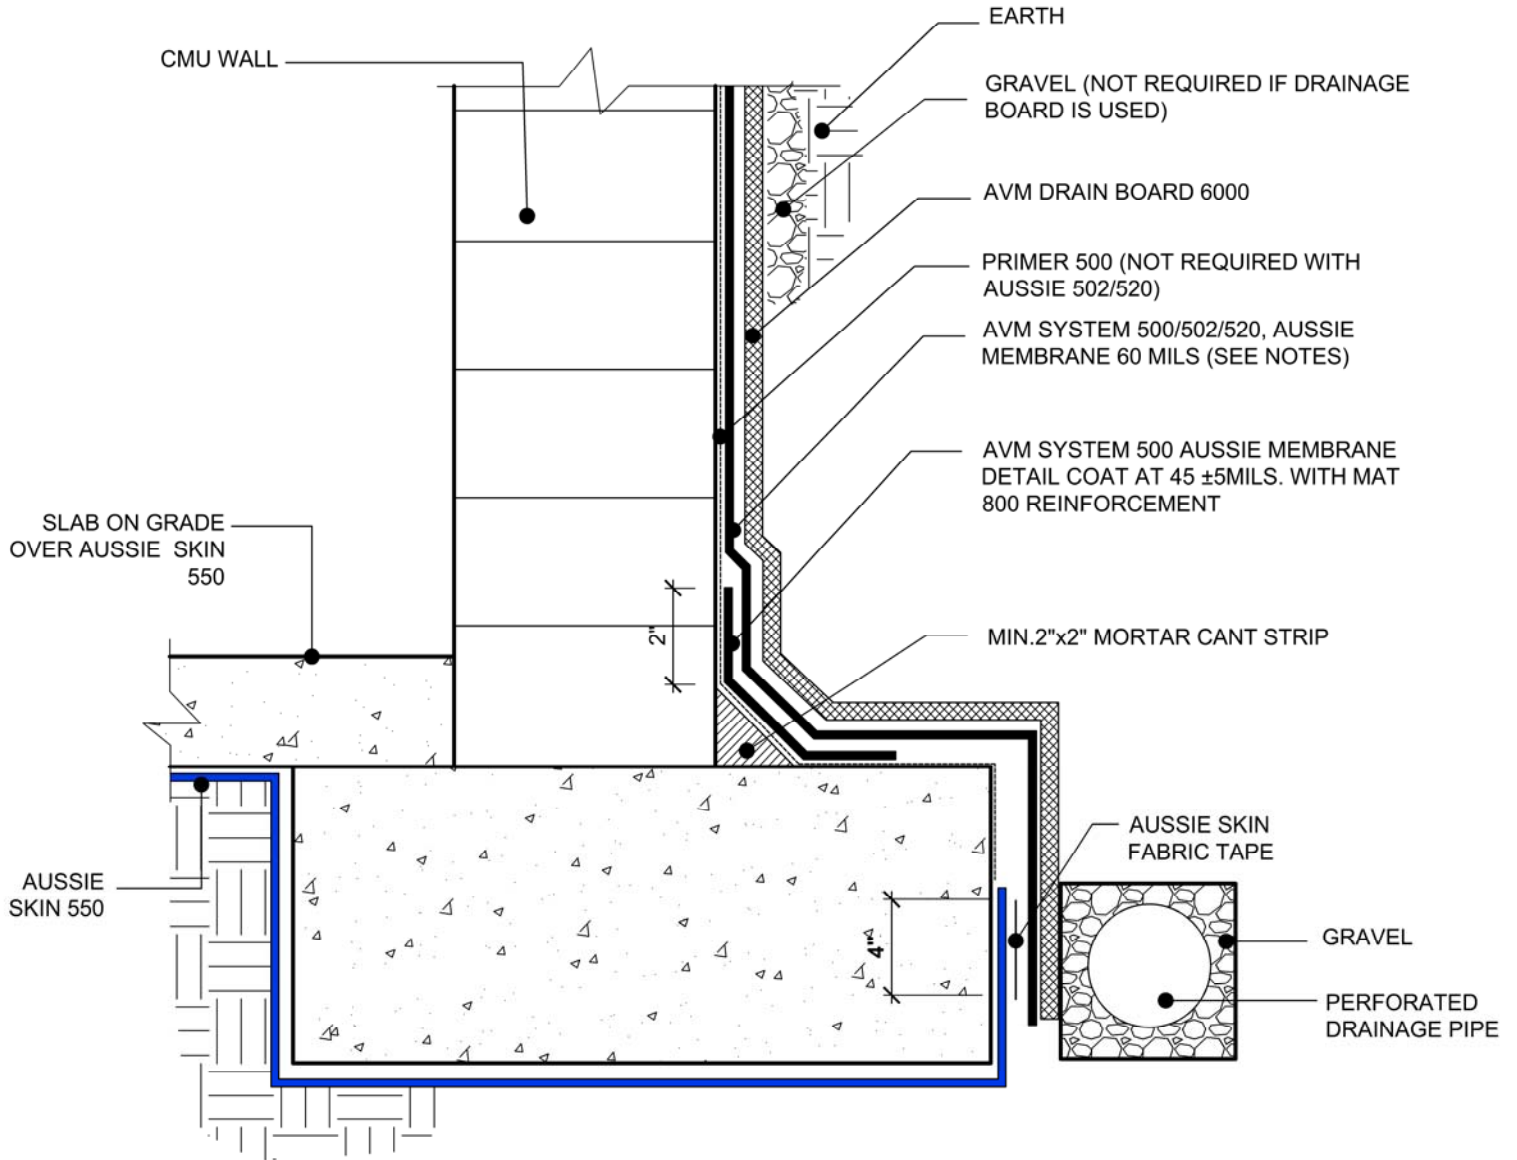 EARTH
CMU WALL
GRAVEL (NOT REQUIRED IF DRAINAGE
BOARD IS USED)
AVM DRAIN BOARD 6000
PRIMER 500 (NOT REQUIRED WITH
AUSSIE 502/520)
AVM SYSTEM 500/502/520, AUSSIE
MEMBRANE 60 MILS (SEE NOTES)
AVM SYSTEM 500 AUSSIE MEMBRANE
DETAIL COAT AT 45 ±5MILS. WITH MAT
800 REINFORCEMENT
SLAB ON GRADE
OVER AUSSIE SKIN
550
2"
MIN.2"x2" MORTAR CANT STRIP
AUSSIE SKIN
FABRIC TAPE
AUSSIE
SKIN 550
4"
GRAVEL
PERFORATED
DRAINAGE PIPE